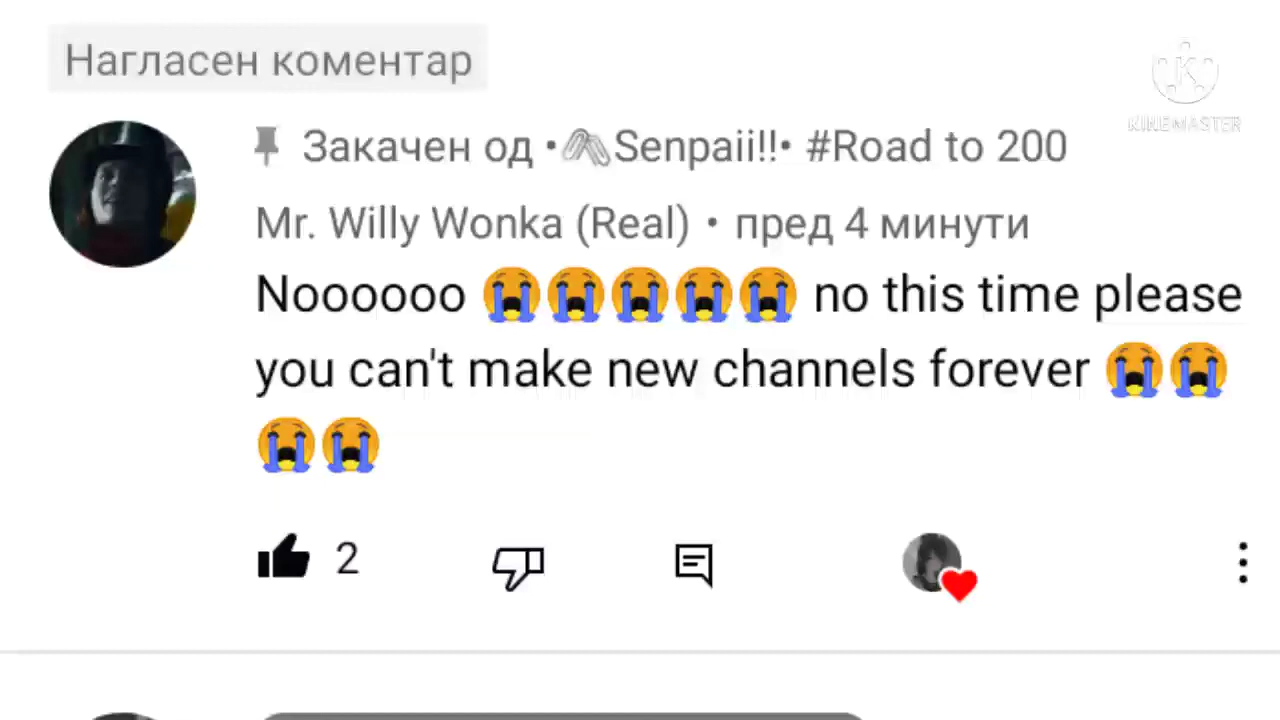 Нагласен коментар
KINEMASTER
Закачен од •🖇Senpaii!!• #Road to 200
Mr. Willy Wonka (Real) • пред 4 минути
Noooooo 😭😭😭😭😭 no this time please
you can't make new channels forever 😭😭
😭😭
2